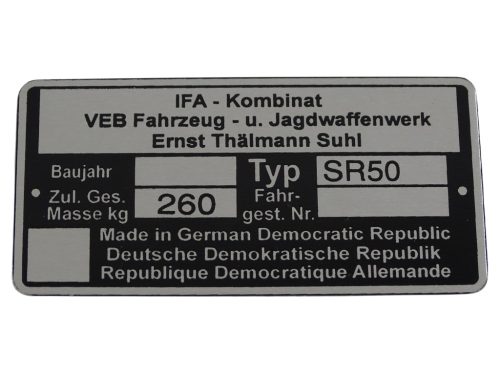 IFA - Kombinat
VEB Fahrzeug - u. Jagdwaffenwerk
Ernst Thälmann Suhl
Baujahr Typ SR50
Zul. Ges. Fahr-
Masse kg 260 gest. Nr.
Made in German Democratic Republic
Deutsche Demokratische Republik
Republique Democratique Allemande